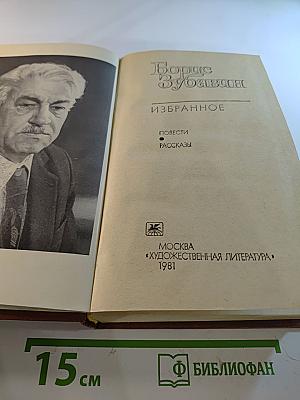 Борис
Зубавин
ИЗБРАННОЕ
ПОВЕСТИ
•
РАССКАЗЫ
МОСКВА
«ХУДОЖЕСТВЕННАЯ ЛИТЕРАТУРА»
1981
15 см
Ф БИБЛИОФАН